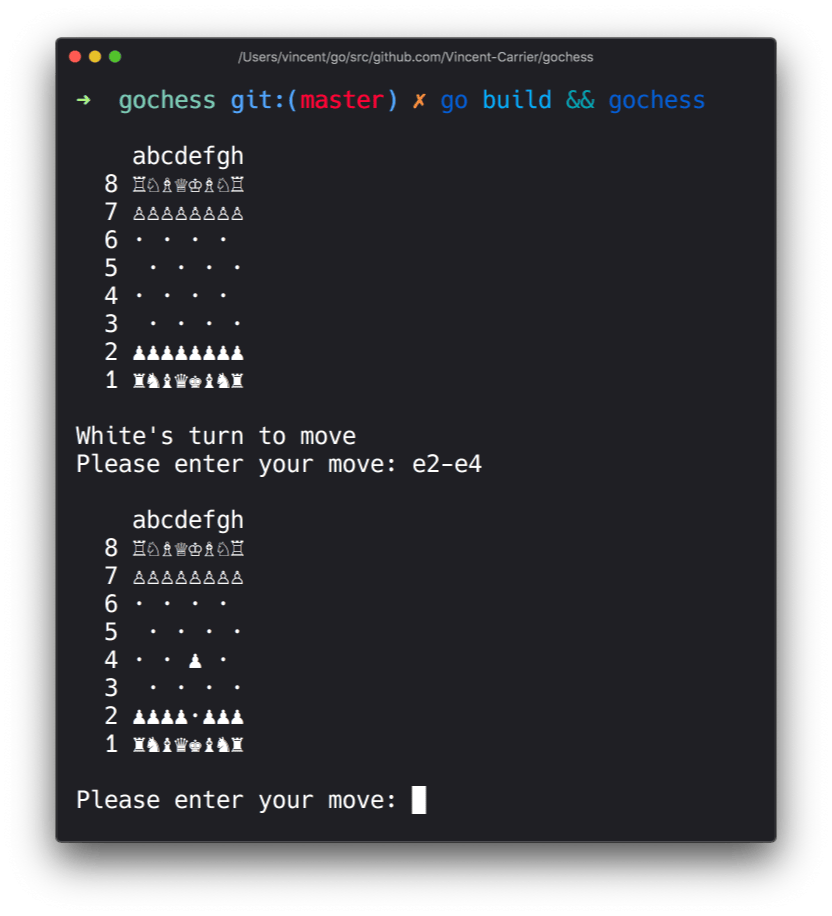 /Users/vincent/go/src/github.com/Vincent-Carrier/gochess
➜ gochess git:(master) ✗ go build && gochess
abcdefgh
8 ♖♘♗♕♔♗♘♖
7 ♙♙♙♙♙♙♙♙
6 · · · ·
5  · · · ·
4 · · · ·
3  · · · ·
2 ♟♟♟♟♟♟♟♟
1 ♜♞♝♛♚♝♞♜
White's turn to move
Please enter your move: e2-e4
abcdefgh
8 ♖♘♗♕♔♗♘♖
7 ♙♙♙♙♙♙♙♙
6 · · · ·
5  · · · ·
4 · · ♟ ·
3  · · · ·
2 ♟♟♟♟·♟♟♟
1 ♜♞♝♛♚♝♞♜
Please enter your move: